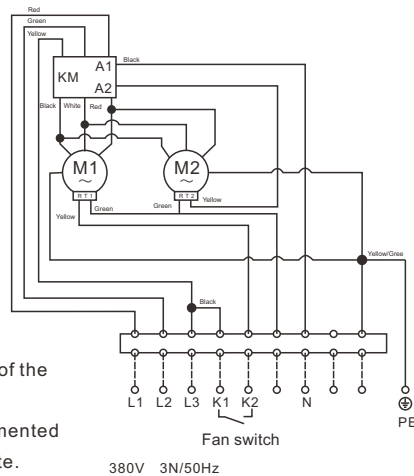 Red
Green
Yellow
A1
Black
KM
A2
Black White Red
M1
M2
RT1
RT2
Yellow
Green
Green
Yellow
Yellow/Gree
Black
of the
L1 L2 L3 K1 K2 N
PE
mented
Fan switch
te.
380V 3N/50Hz